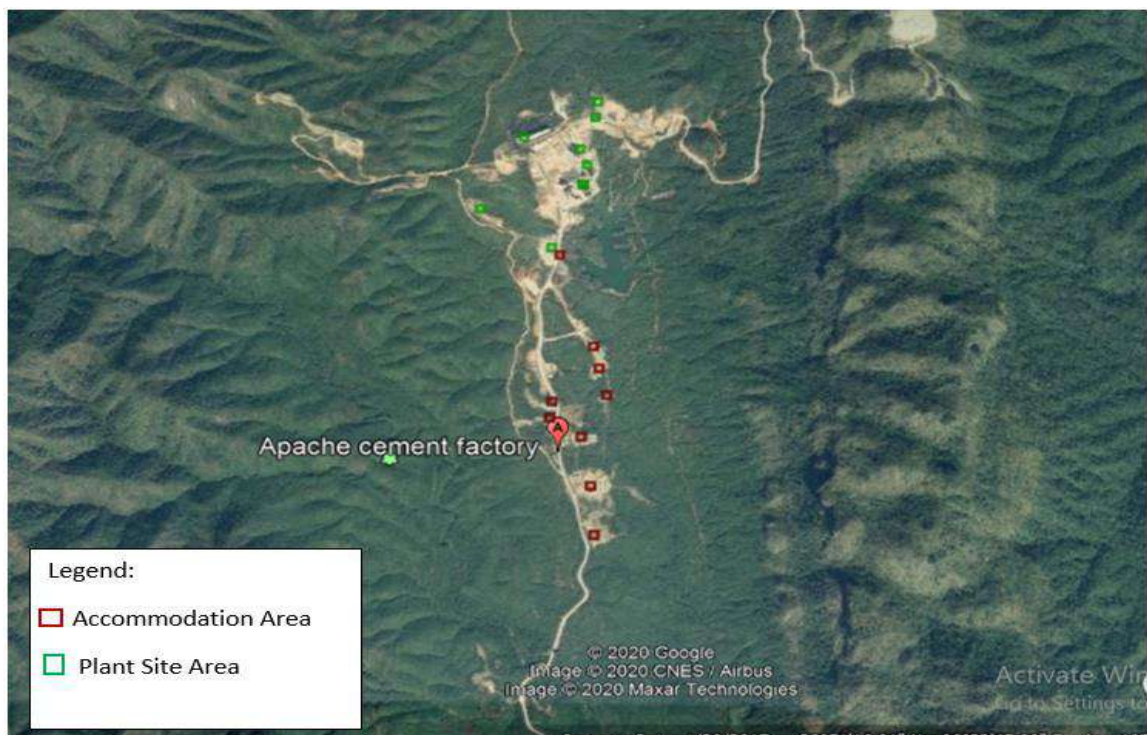 A
Apache cement factory
Legend:
Accommodation Area
Plant Site Area
© 2020 Google
Image © 2020 CNES / Airbus
Image © 2020 Maxar Technologies
Activate Win
Go to Settings to